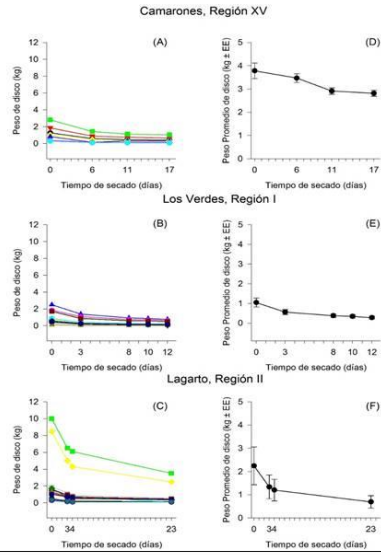 Camarones, Región XV
(A)
Peso de disco (kg)
12
10
8
6
4
2
0
0 6 11 17
Tiempo de secado (días)
(D)
Peso Promedio de disco (kg ± EE)
5
4
3
2
1
0
0 6 11 17
Tiempo de secado (días)
Los Verdes, Región I
(B)
Peso de disco (kg)
12
10
8
6
4
2
0
0 3 8 10 12
Tiempo de secado (días)
(E)
Peso Promedio de disco (kg ± EE)
5
4
3
2
1
0
0 3 8 10 12
Tiempo de secado (días)
Lagarto, Región II
(C)
Peso de disco (kg)
12
10
8
6
4
2
0
0 34 23
Tiempo de secado (días)
(F)
Peso Promedio de disco (kg ± EE)
5
4
3
2
1
0
0 34 23
Tiempo de secado (días)